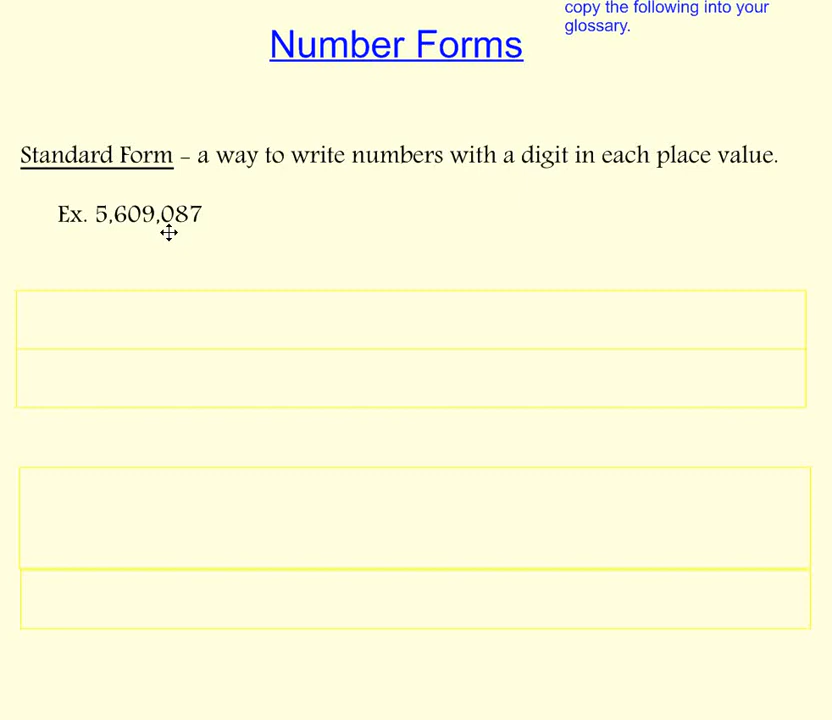 copy the following into your
glossary.
Number Forms
Standard Form – a way to write numbers with a digit in each place value.
Ex. 5,609,087